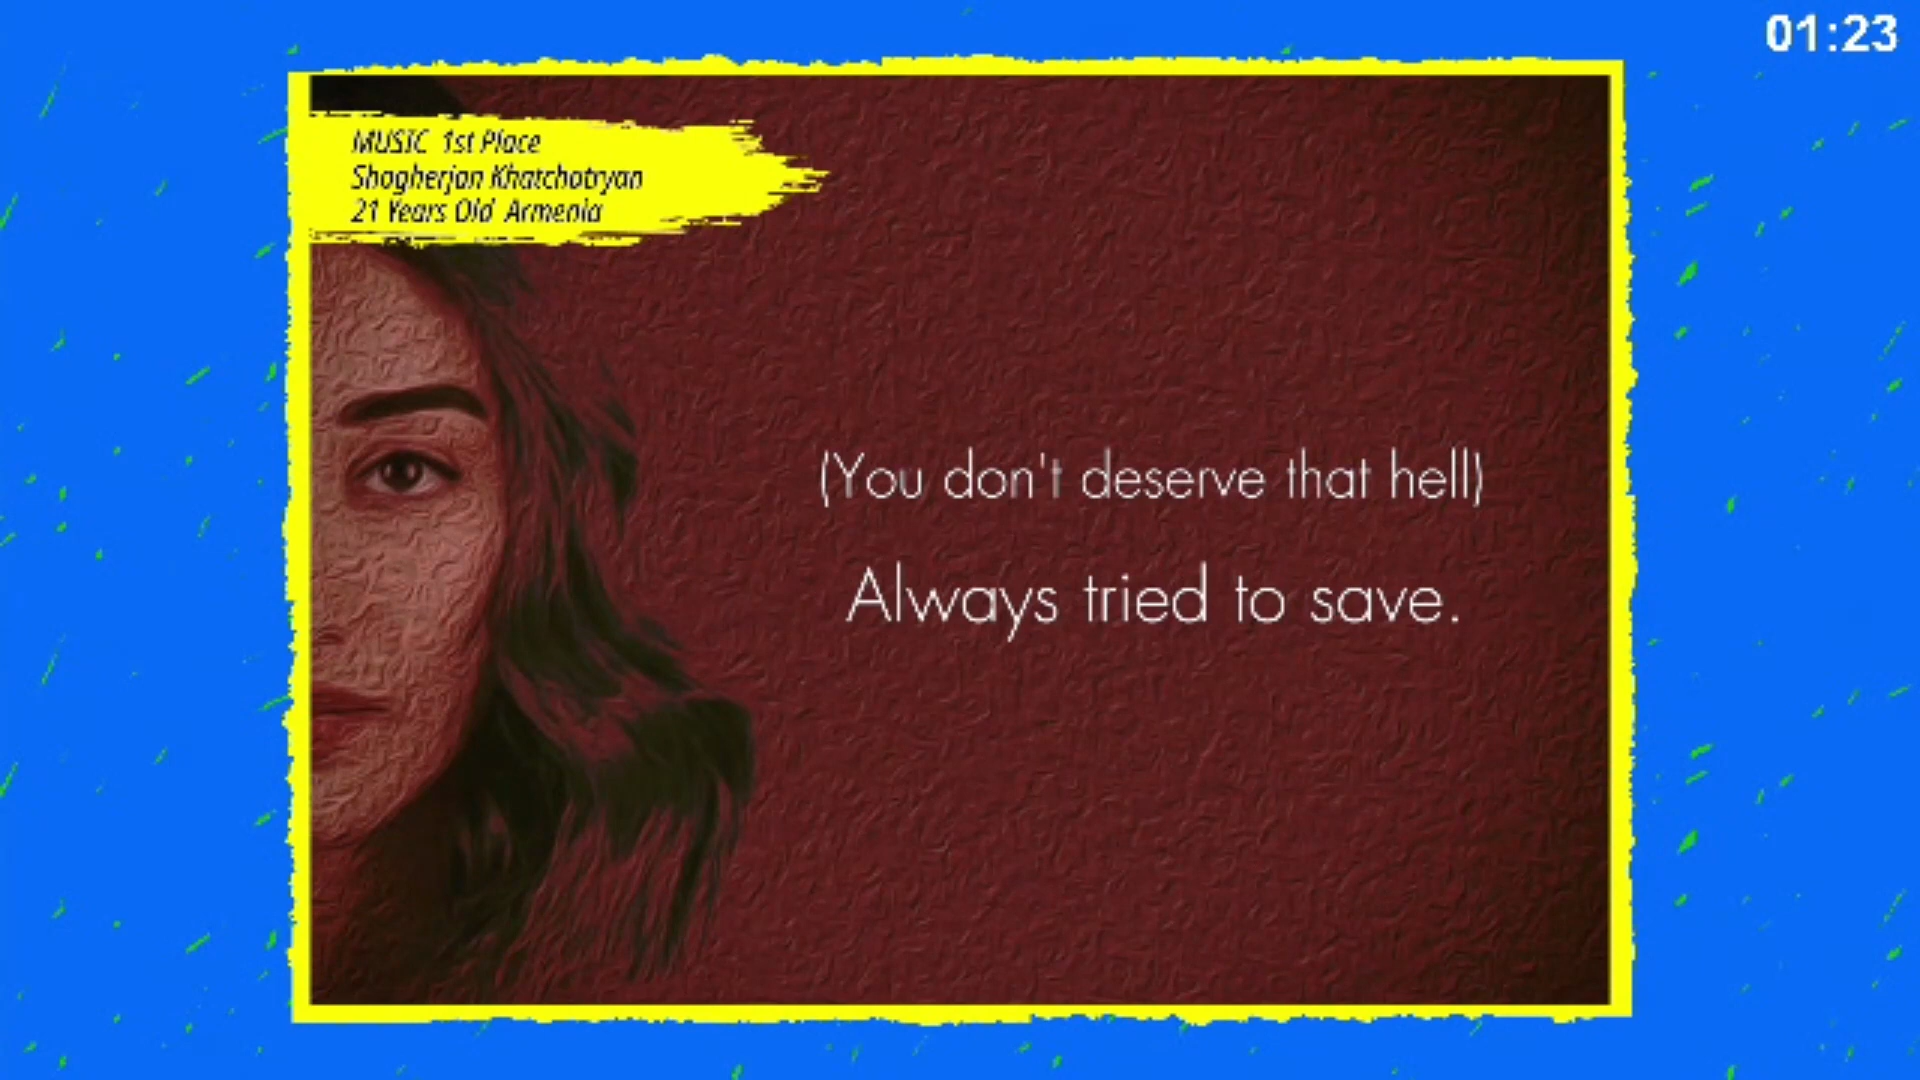 01:23
MUSIC 1st Place
Shogherjan Khatchatryan
21 Years Old Armenia
(You don't deserve that hell)
Always tried to save.